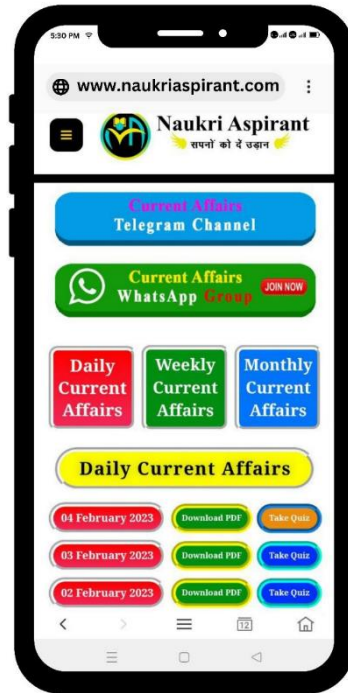 5:30 PM
www.naukriaspirant.com
Naukri Aspirant
सपनों को दें उड़ान
Current Affairs
Telegram Channel
Current Affairs
WhatsApp Group
JOIN NOW
Daily
Current
Affairs
Weekly
Current
Affairs
Monthly
Current
Affairs
Daily Current Affairs
04 February 2023 Download PDF Take Quiz
03 February 2023 Download PDF Take Quiz
02 February 2023 Download PDF Take Quiz
12